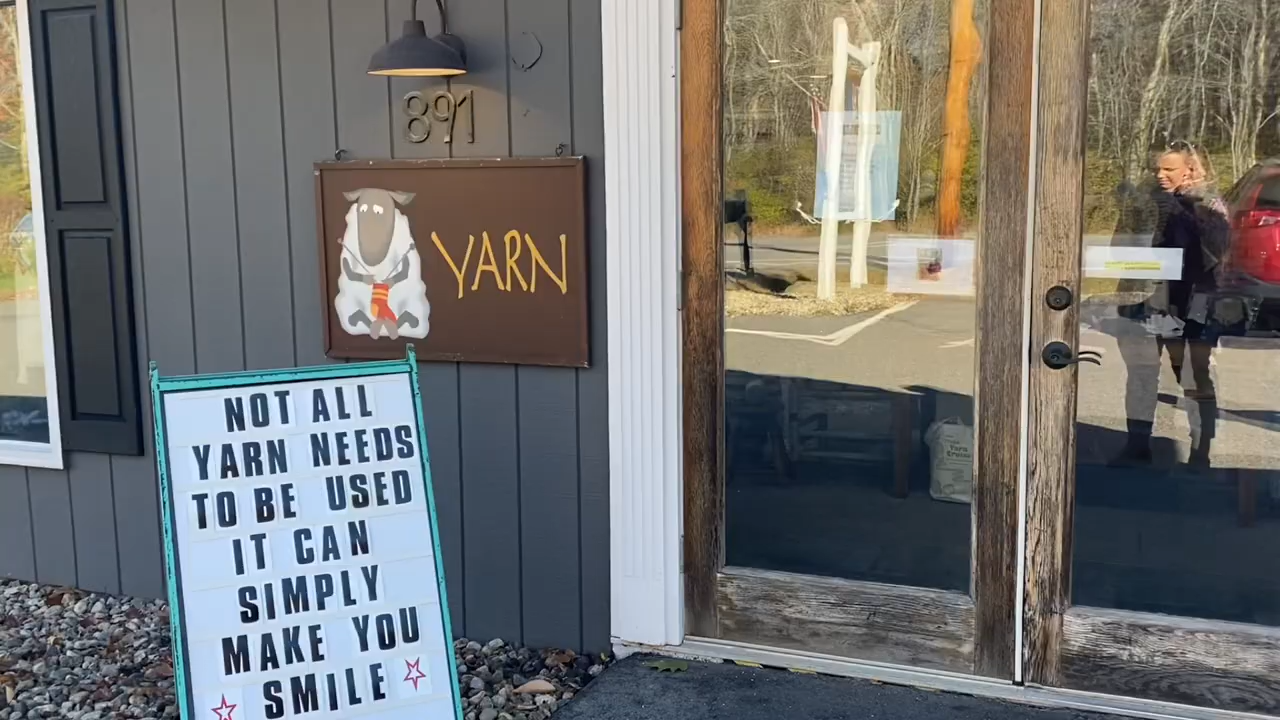 891
YARN
NOT ALL
YARN NEEDS
TO BE USED
IT CAN
SIMPLY
MAKE YOU
SMILE